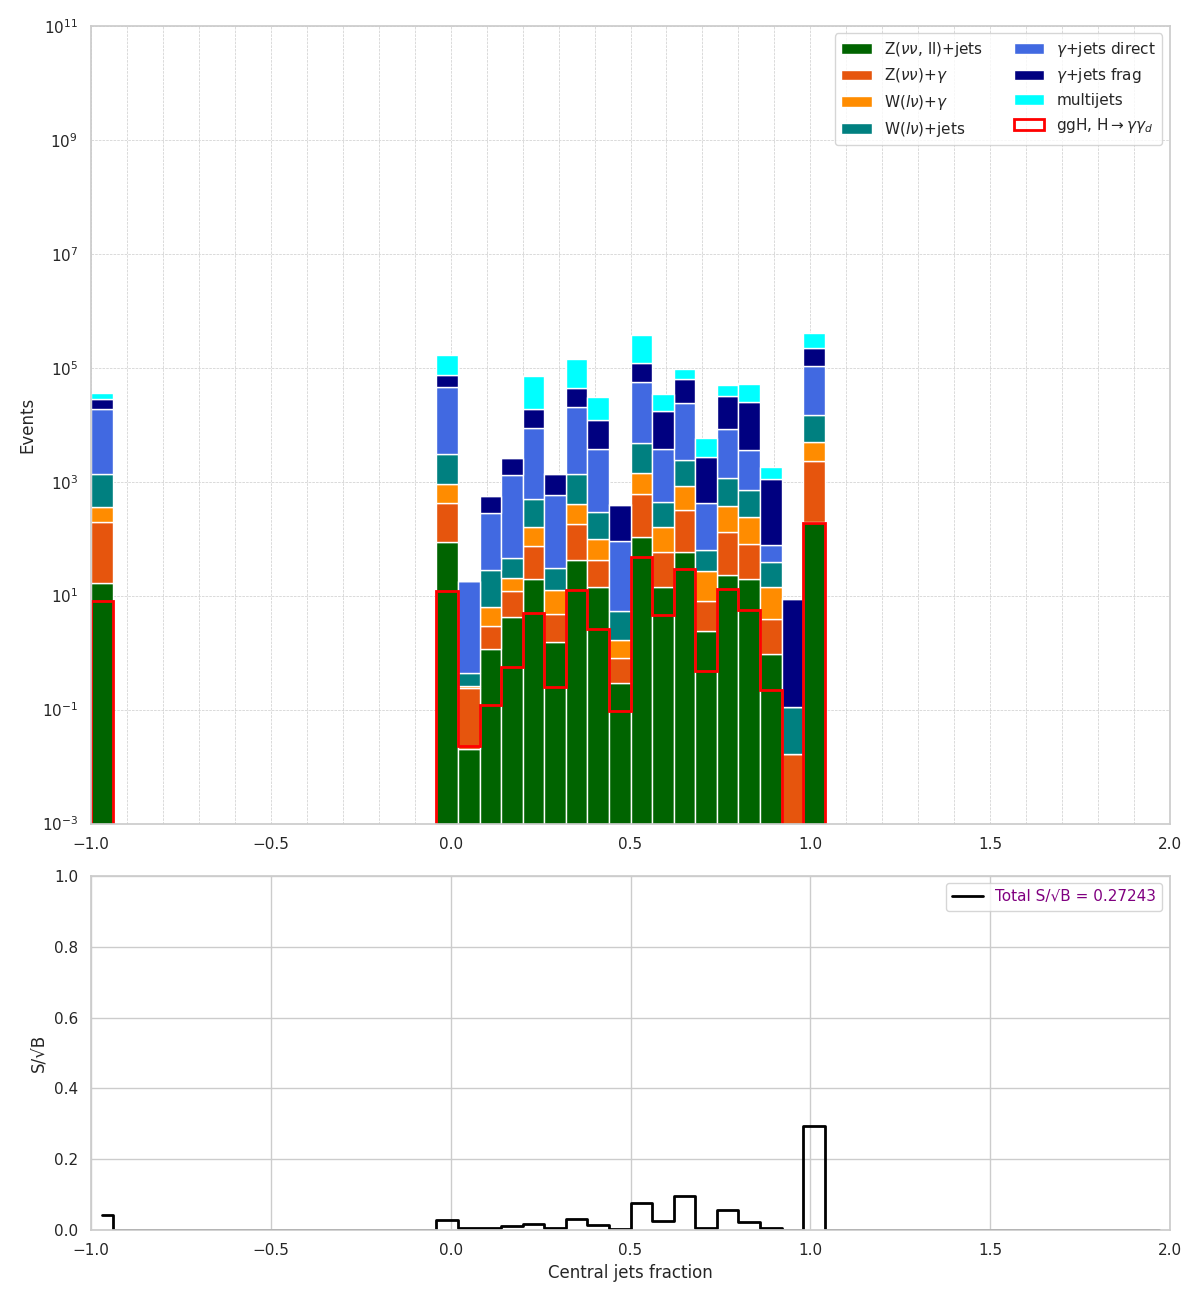 10¹¹
10⁹
10⁷
10⁵
10³
10¹
10⁻¹
10⁻³
Events
Z(νν, ll)+jets
Z(νν)+γ
W(lν)+γ
W(lν)+jets
γ+jets direct
γ+jets frag
multijets
ggH, H→γγ_d
−1.0 −0.5 0.0 0.5 1.0 1.5 2.0
1.0
0.8
0.6
0.4
0.2
0.0
S/√B
Total S/√B = 0.27243
−1.0 −0.5 0.0 0.5 1.0 1.5 2.0
Central jets fraction